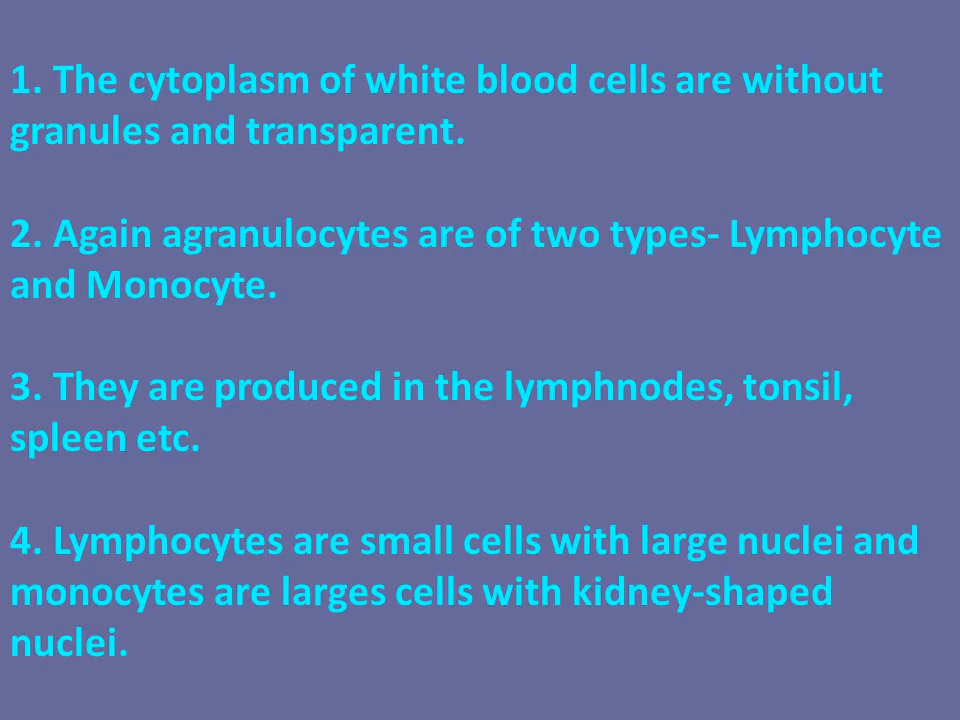 1. The cytoplasm of white blood cells are without
granules and transparent.
2. Again agranulocytes are of two types- Lymphocyte
and Monocyte.
3. They are produced in the lymphnodes, tonsil,
spleen etc.
4. Lymphocytes are small cells with large nuclei and
monocytes are larges cells with kidney-shaped
nuclei.